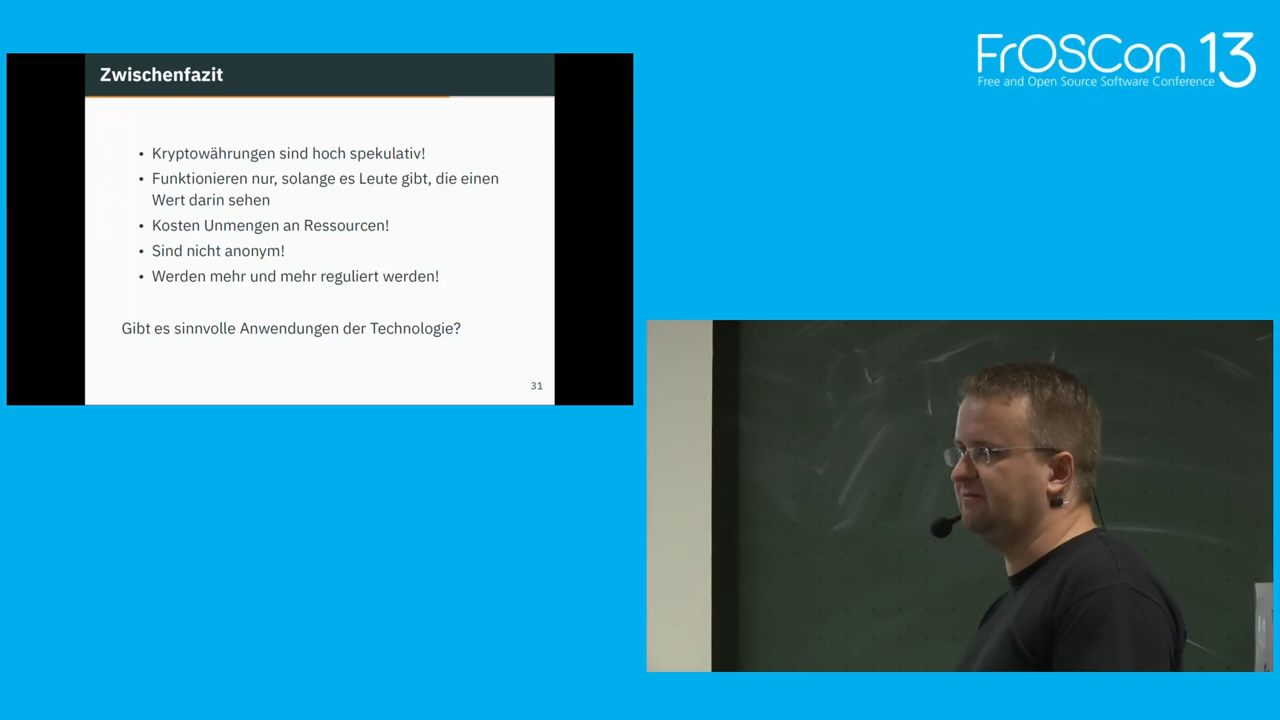 Zwischenfazit
• Kryptowährungen sind hoch spekulativ!
• Funktionieren nur, solange es Leute gibt, die einen
Wert darin sehen
• Kosten Unmengen an Ressourcen!
• Sind nicht anonym!
• Werden mehr und mehr reguliert werden!
Gibt es sinnvolle Anwendungen der Technologie?
31
FrOSCon 13
Free and Open Source Software Conference